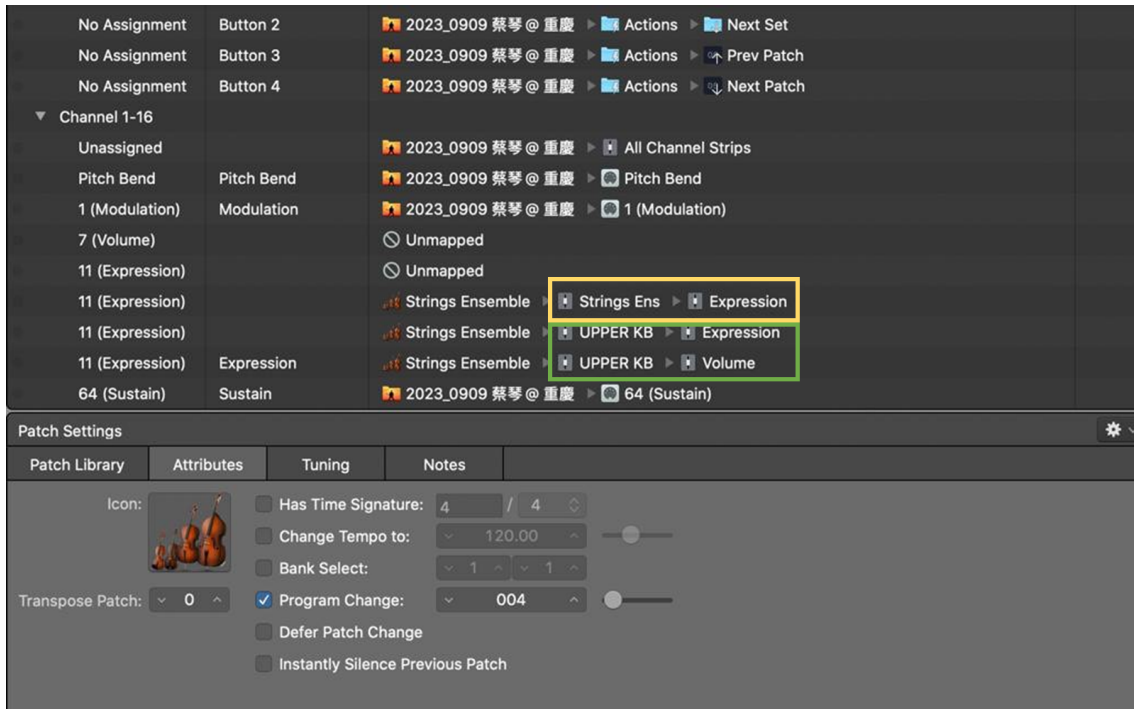 No Assignment Button 2 2023_0909 蔡琴@ 重慶 Actions Next Set
No Assignment Button 3 2023_0909 蔡琴@ 重慶 Actions Prev Patch
No Assignment Button 4 2023_0909 蔡琴@ 重慶 Actions Next Patch
Channel 1-16
Unassigned 2023_0909 蔡琴@ 重慶 All Channel Strips
Pitch Bend Pitch Bend 2023_0909 蔡琴@ 重慶 Pitch Bend
1 (Modulation) Modulation 2023_0909 蔡琴@ 重慶 1 (Modulation)
7 (Volume) Unmapped
11 (Expression) Unmapped
11 (Expression) Strings Ensemble Strings Ens Expression
11 (Expression) Strings Ensemble UPPER KB Expression
11 (Expression) Expression Strings Ensemble UPPER KB Volume
64 (Sustain) Sustain 2023_0909 蔡琴@ 重慶 64 (Sustain)
Patch Settings
Patch Library Attributes Tuning Notes
Icon: Has Time Signature: 4 / 4
Change Tempo to: 120.00
Bank Select: 1 1
Transpose Patch: 0 Program Change: 004
Defer Patch Change
Instantly Silence Previous Patch